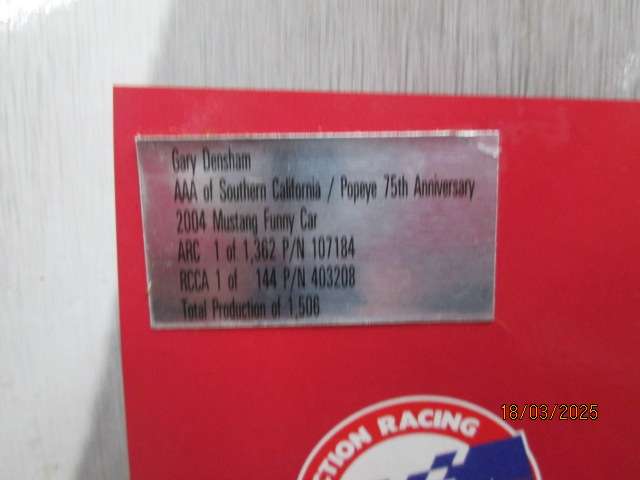 Gary Densham
AAA of Southern California / Popeye 75th Anniversary
2004 Mustang Funny Car
ARC 1 of 1,362 P/N 107184
RCCA 1 of 144 P/N 403208
Total Production of 1,506
CTION RACING
18/03/2025